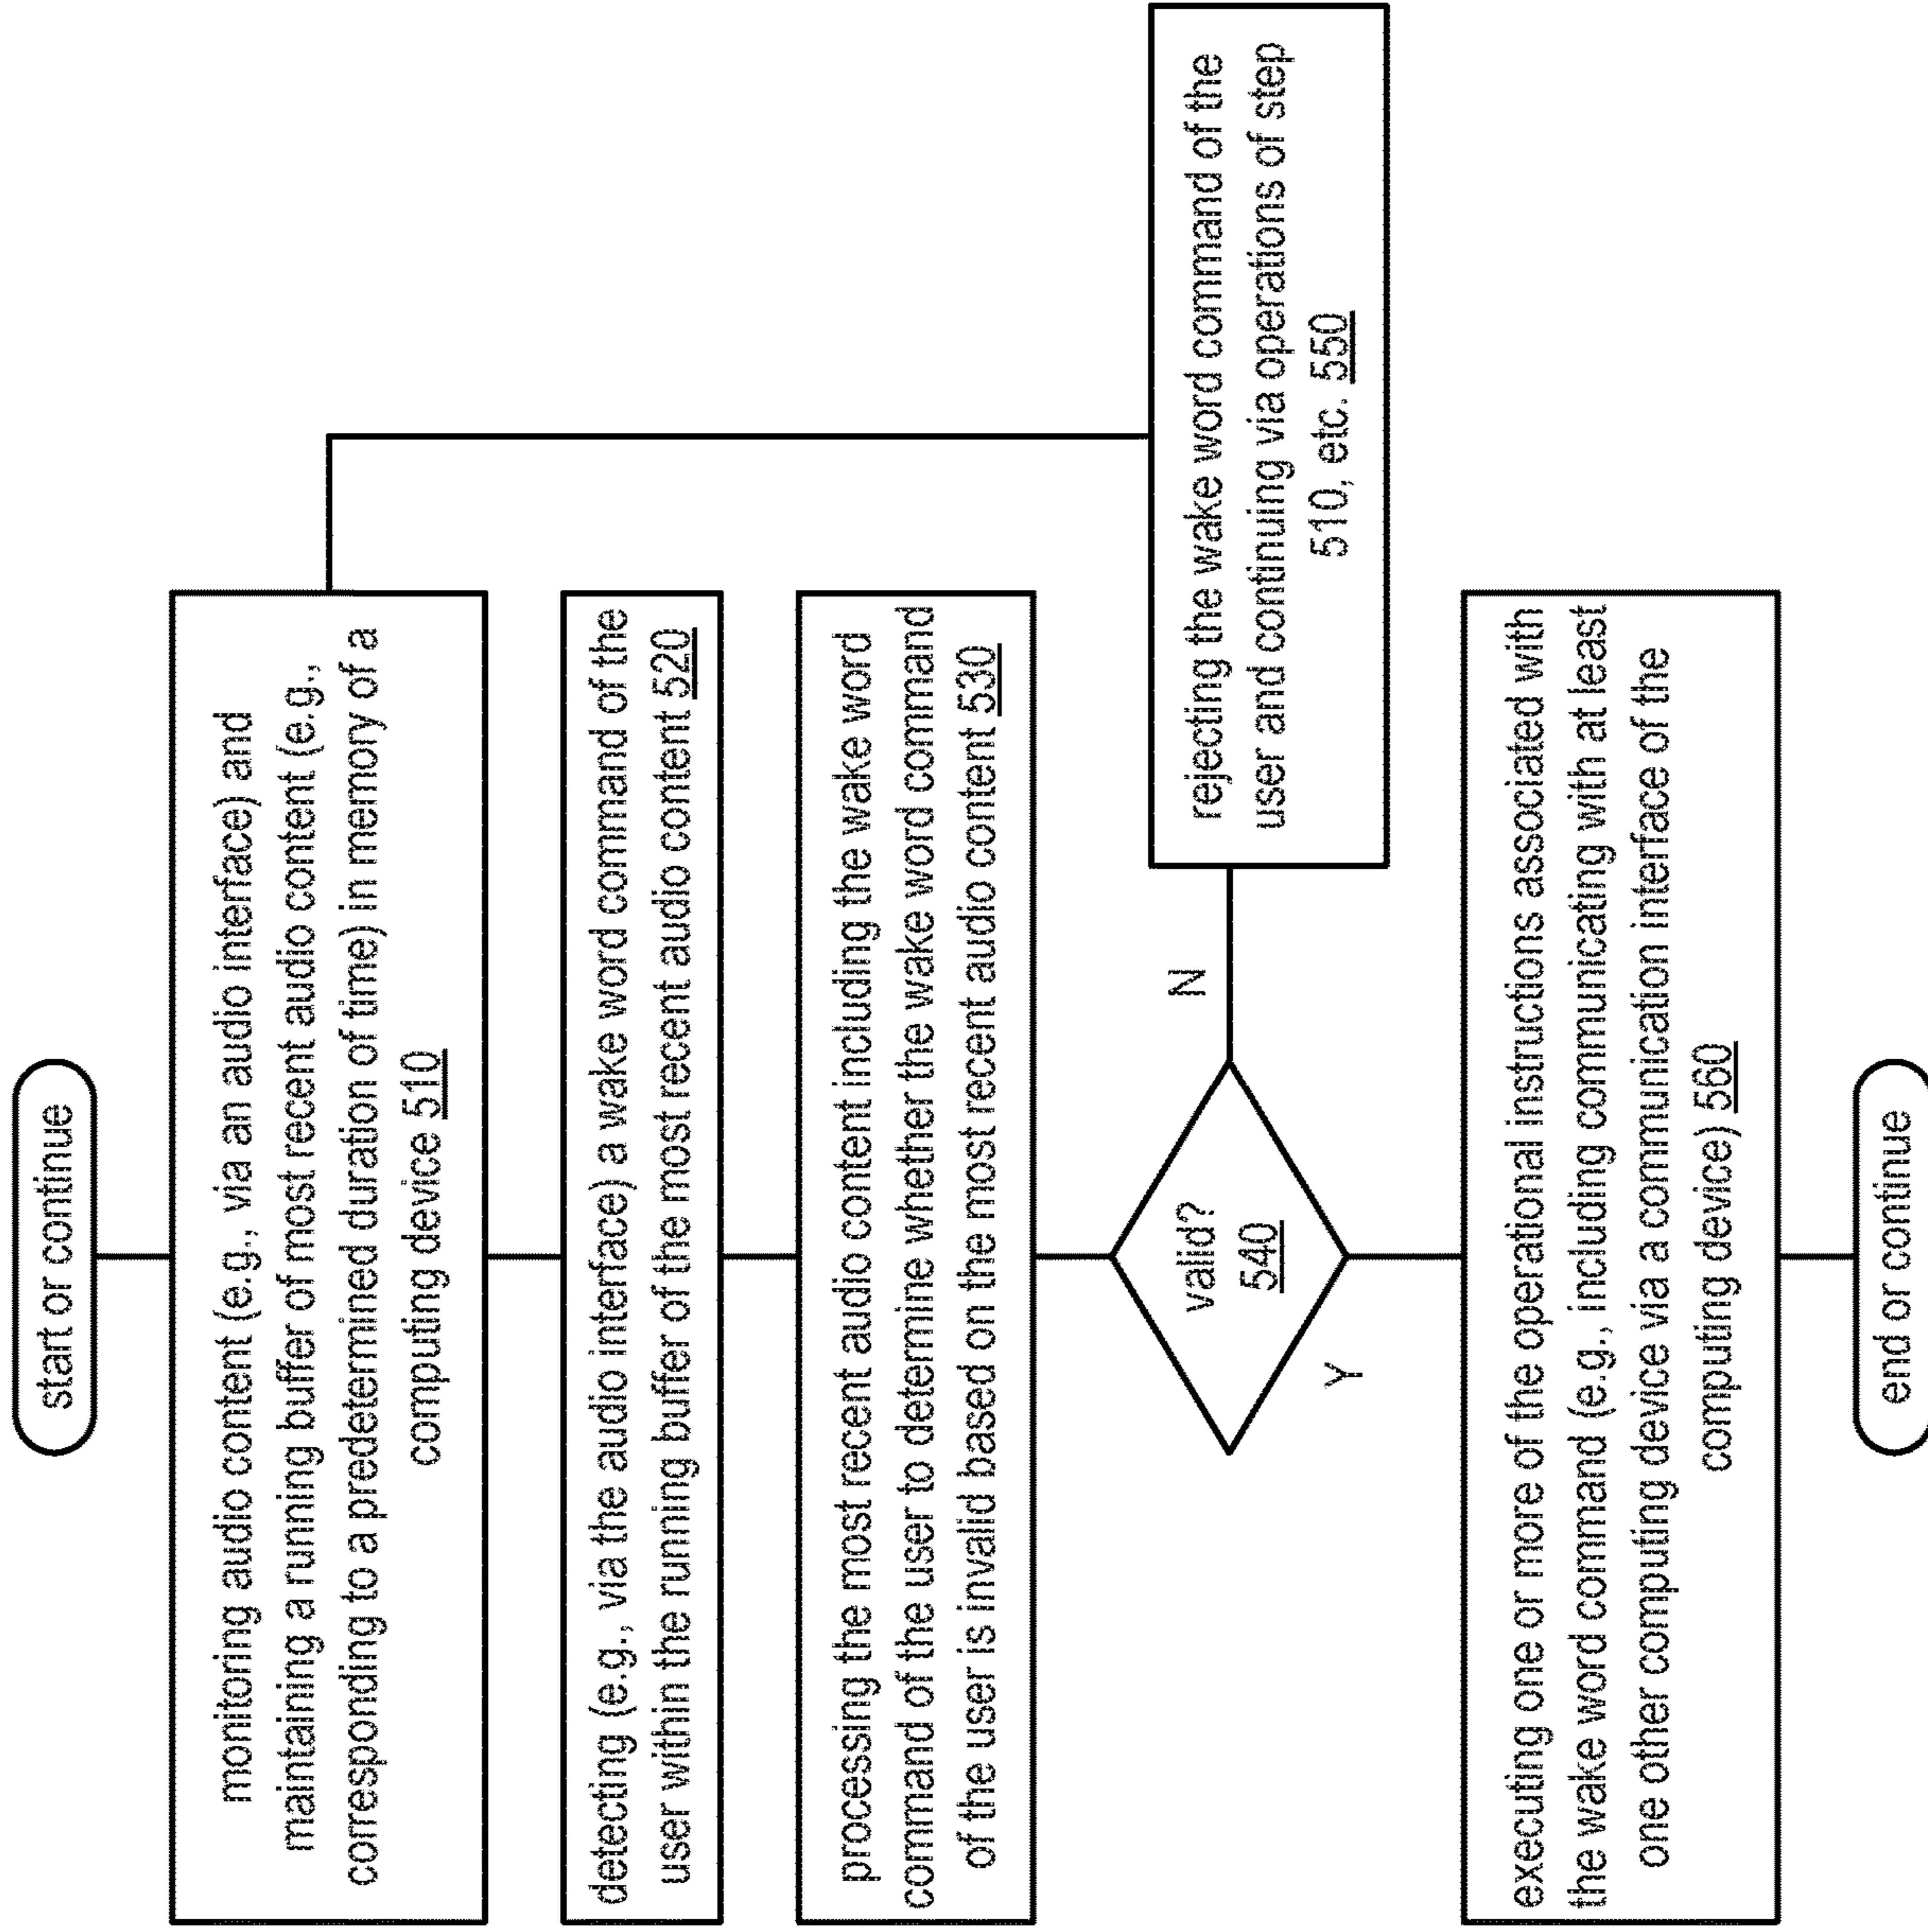 start or continue
monitoring audio content (e.g., via an audio interface) and
maintaining a running buffer of most recent audio content (e.g.,
corresponding to a predetermined duration of time) in memory of a
computing device 510
detecting (e.g., via the audio interface) a wake word command of the
user within the running buffer of the most recent audio content 520
processing the most recent audio content including the wake word
command of the user to determine whether the wake word command
of the user is invalid based on the most recent audio content 530
valid?
540
N
Y
rejecting the wake word command of the
user and continuing via operations of step
510, etc. 550
executing one or more of the operational instructions associated with
the wake word command (e.g., including communicating with at least
one other computing device via a communication interface of the
computing device) 560
end or continue